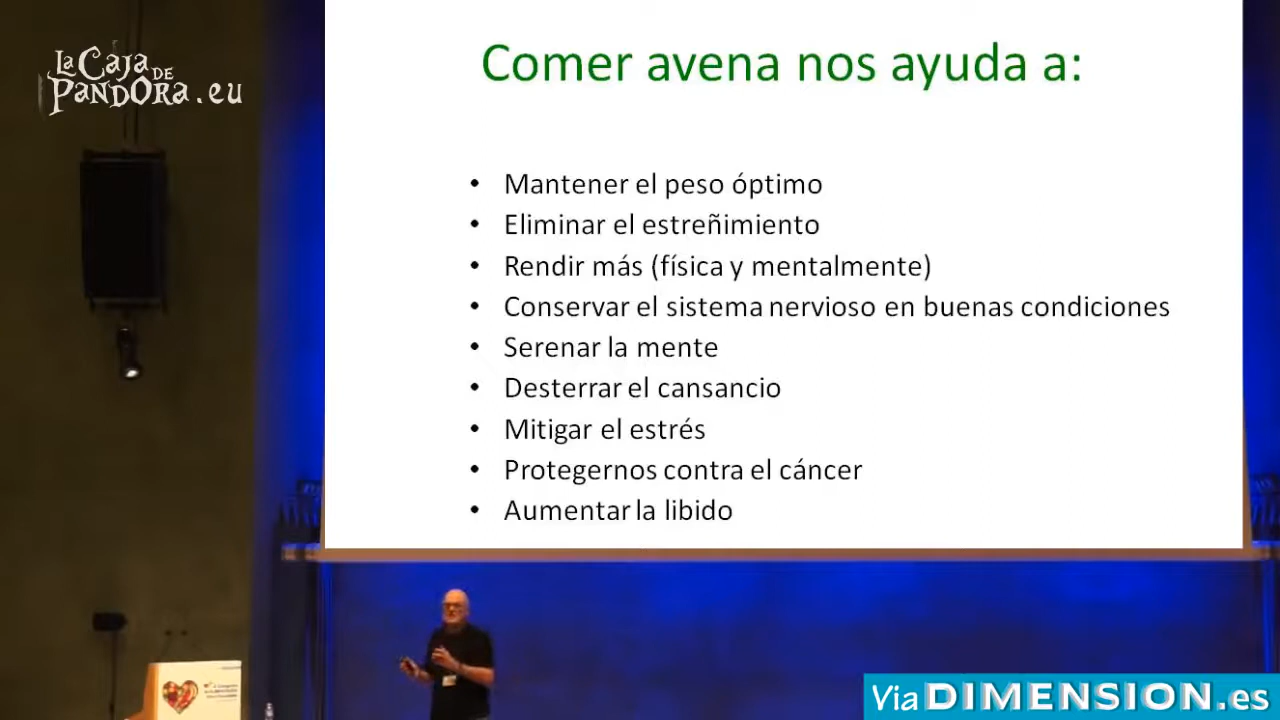 La Caja de
Pandora.eu
Comer avena nos ayuda a:
• Mantener el peso óptimo
• Eliminar el estreñimiento
• Rendir más (física y mentalmente)
• Conservar el sistema nervioso en buenas condiciones
• Serenar la mente
• Desterrar el cansancio
• Mitigar el estrés
• Protegernos contra el cáncer
• Aumentar la libido
ViaDIMENSION.es